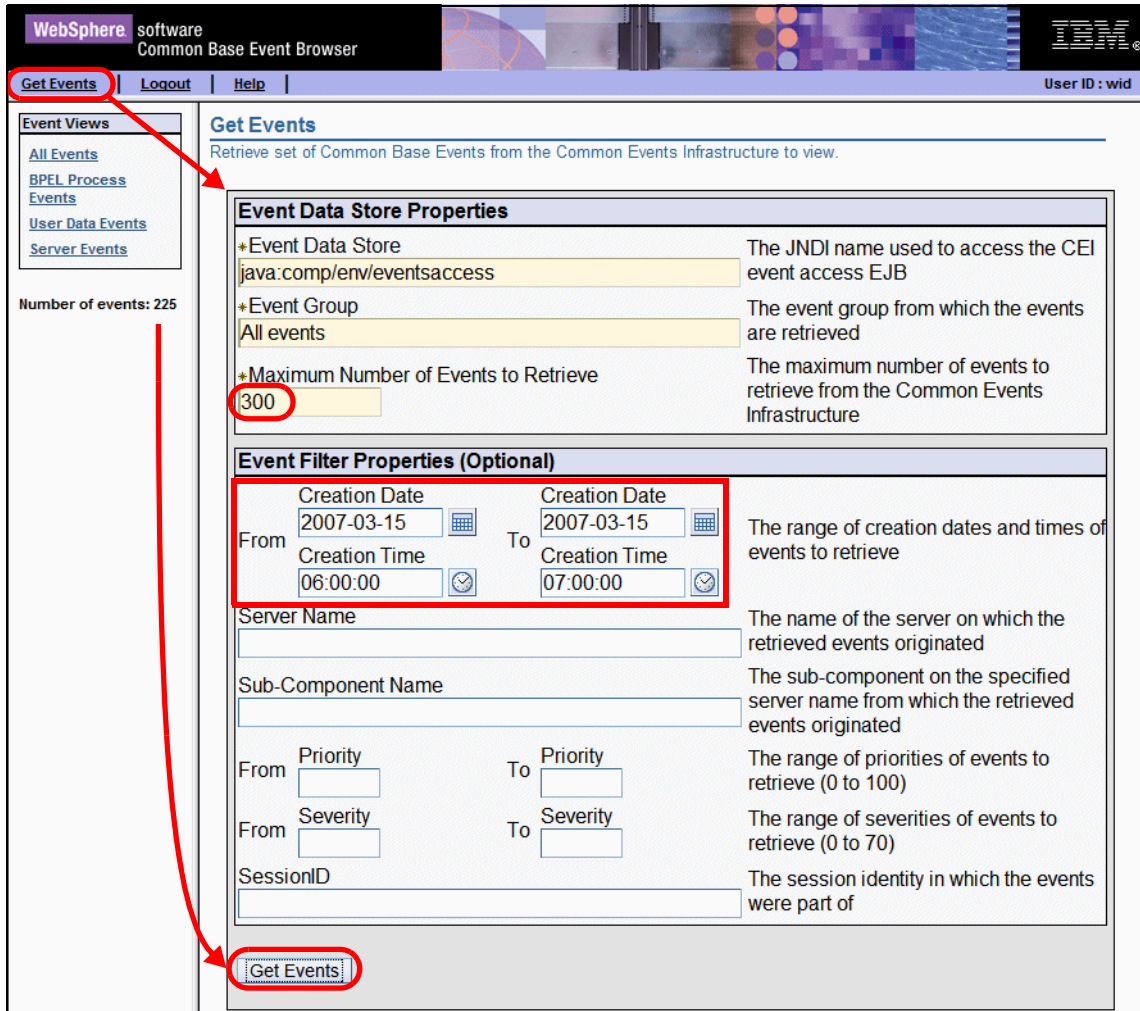 WebSphere. software
Common Base Event Browser
IBM®
Get Events | Logout | Help |
User ID : wid
Event Views
All Events
BPEL Process
Events
User Data Events
Server Events
Number of events: 225
Get Events
Retrieve set of Common Base Events from the Common Events Infrastructure to view.
Event Data Store Properties
*Event Data Store
java:comp/env/eventsaccess
The JNDI name used to access the CEI
event access EJB
*Event Group
All events
The event group from which the events
are retrieved
*Maximum Number of Events to Retrieve
300
The maximum number of events to
retrieve from the Common Events
Infrastructure
Event Filter Properties (Optional)
From
Creation Date
2007-03-15
Creation Time
06:00:00
To
Creation Date
2007-03-15
Creation Time
07:00:00
The range of creation dates and times of
events to retrieve
Server Name
The name of the server on which the
retrieved events originated
Sub-Component Name
The sub-component on the specified
server name from which the retrieved
events originated
From Priority To Priority
The range of priorities of events to
retrieve (0 to 100)
From Severity To Severity
The range of severities of events to
retrieve (0 to 70)
SessionID
The session identity in which the events
were part of
Get Events